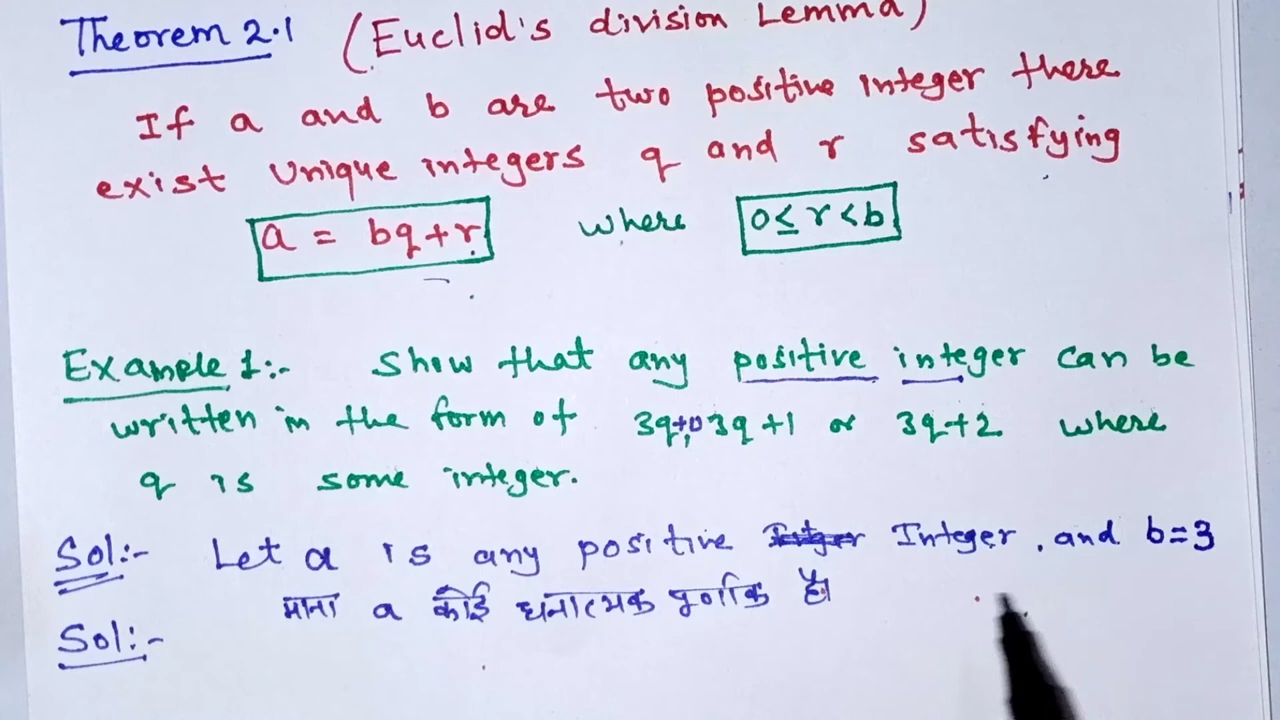 Theorem 2.1 (Euclid's division Lemma)
If a and b are two positive integer there
exist Unique integers q and r satisfying
a = bq+r where 0≤r<b
Example 1:- Show that any positive integer can be
written in the form of 3q+0, 3q+1 or 3q+2 where
q is some integer.
Sol:- Let a is any positive Integer, and b=3
माना a कोई धनात्मक पूर्णांक है।
Sol:-